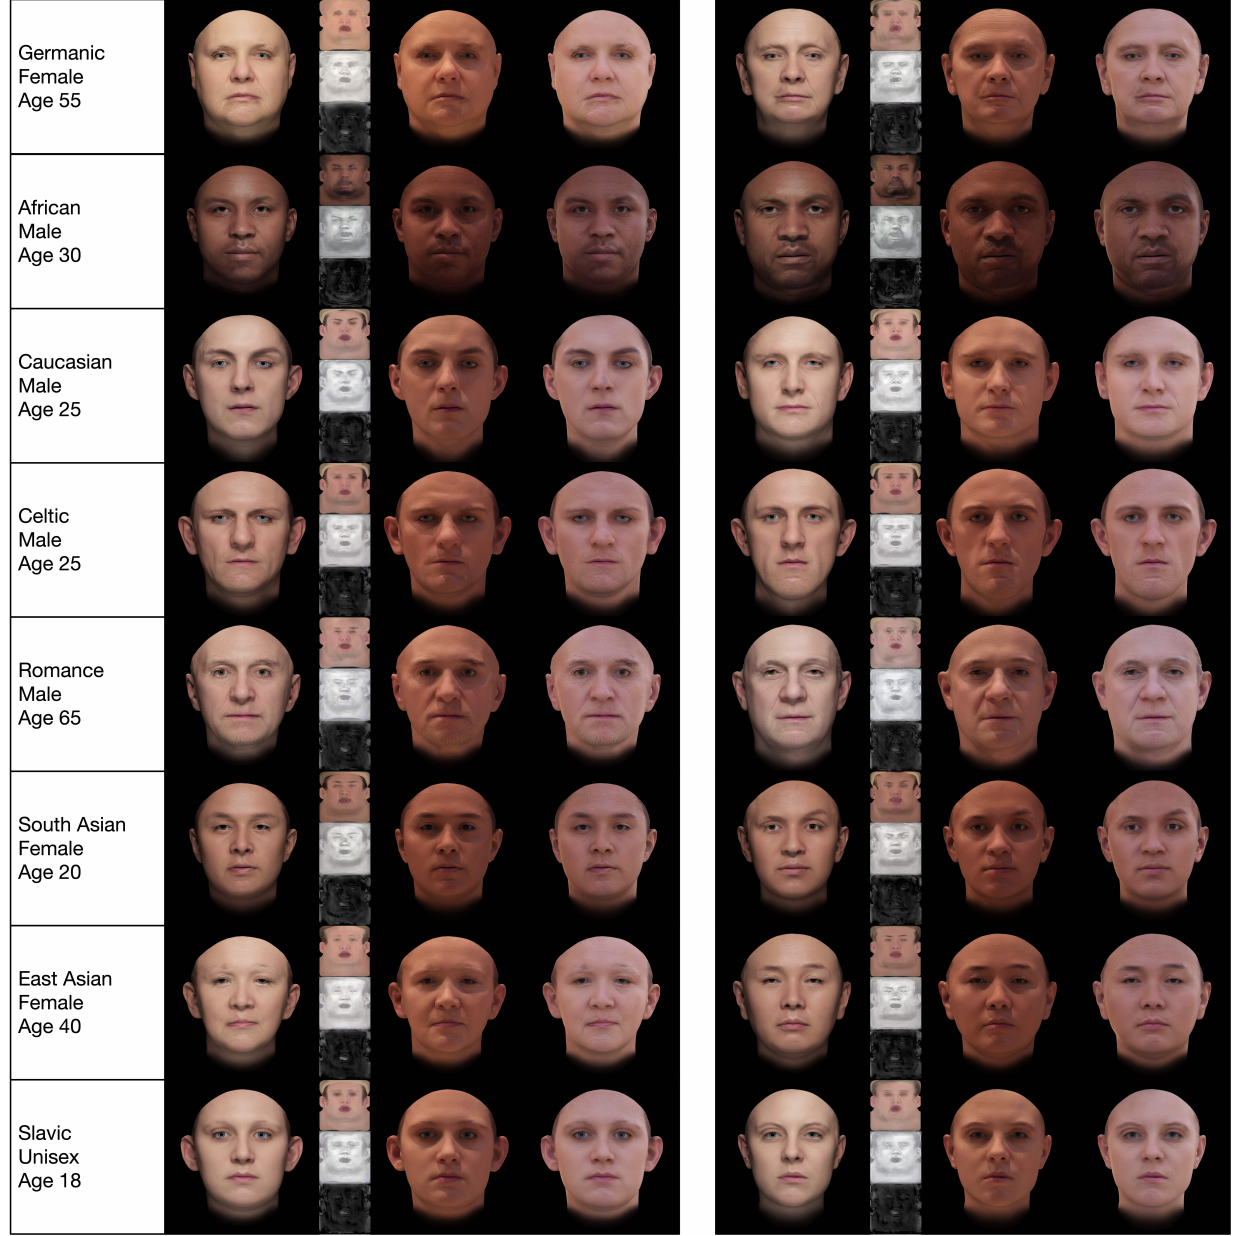 Germanic
Female
Age 55
African
Male
Age 30
Caucasian
Male
Age 25
Celtic
Male
Age 25
Romance
Male
Age 65
South Asian
Female
Age 20
East Asian
Female
Age 40
Slavic
Unisex
Age 18